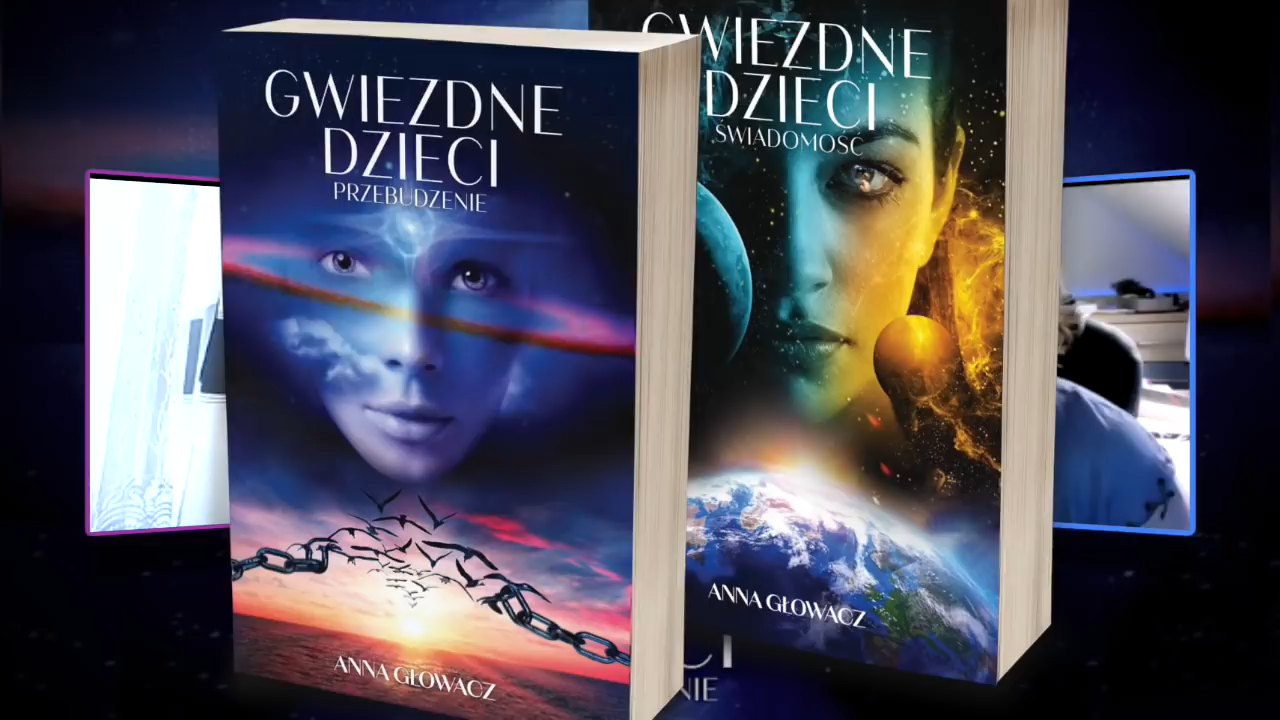 GWIEZDNE
DZIECI
PRZEBUDZENIE
ANNA GŁOWACZ
GWIEZDNE
DZIECI
ŚWIADOMOŚĆ
ANNA GŁOWACZ